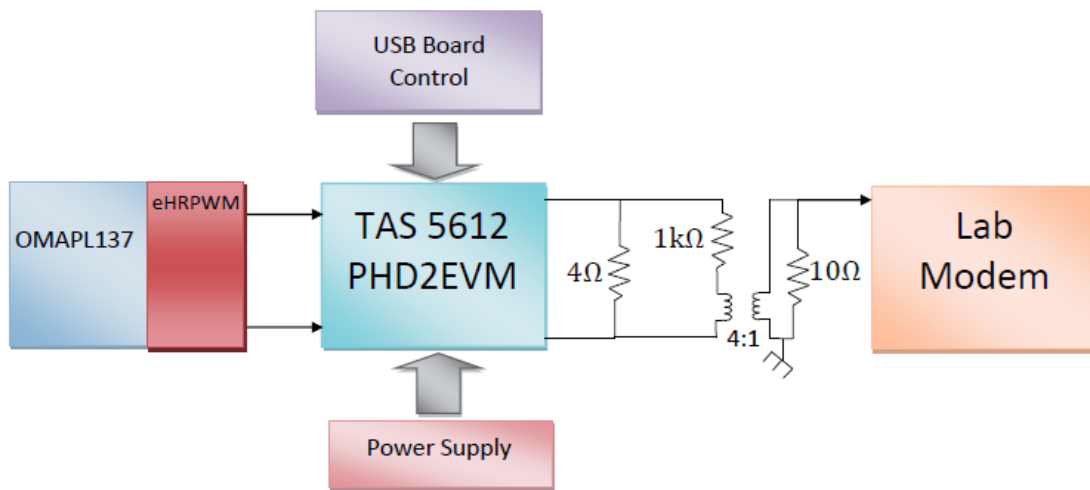 USB Board
Control
OMAPL137
eHRPWM
TAS 5612
PHD2EVM
4Ω
1kΩ
4:1
10Ω
Lab
Modem
Power Supply